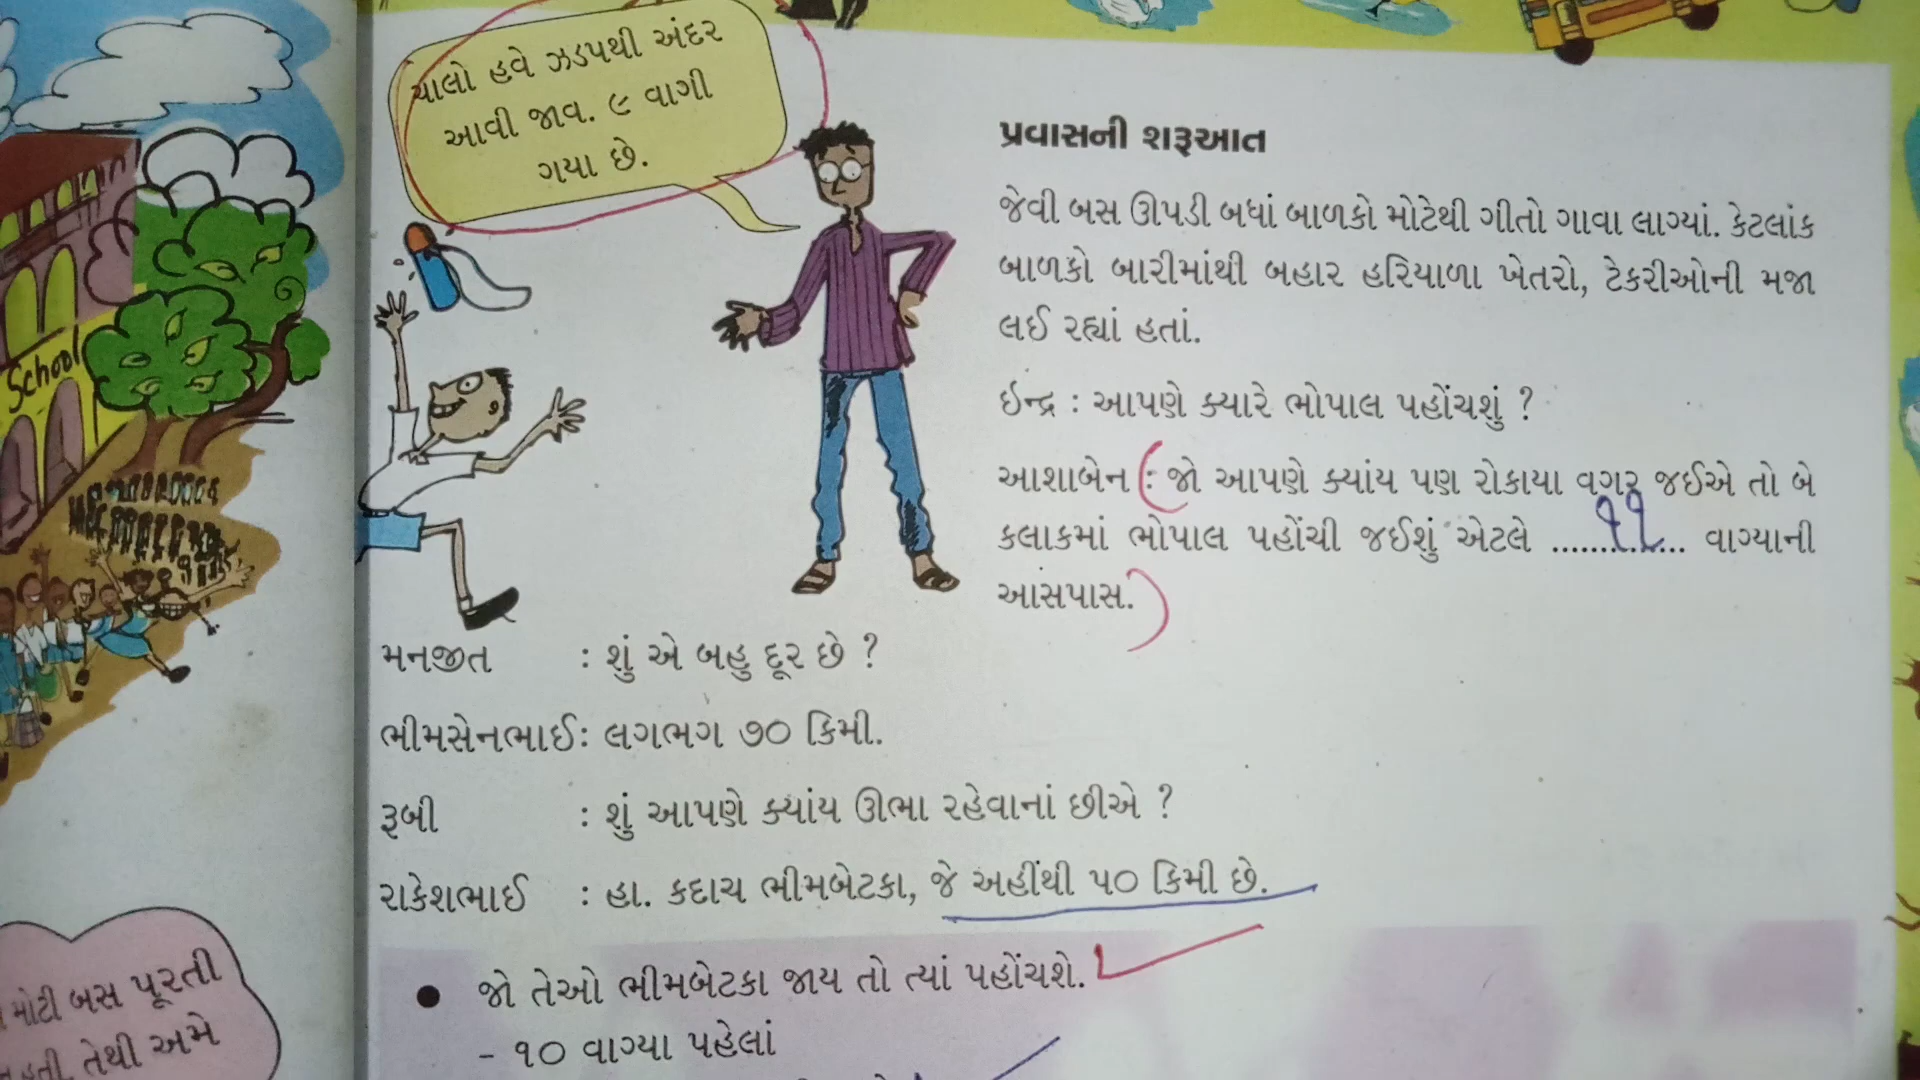 ચાલો હવે ઝડપથી અંદર
આવી જાવ. ૯ વાગી
ગયા છે.
School
પ્રવાસની શરૂઆત
જેવી બસ ઊપડી બધાં બાળકો મોટેથી ગીતો ગાવા લાગ્યાં. કેટલાંક
બાળકો બારીમાંથી બહાર હરિયાળા ખેતરો, ટેકરીઓની મજા
લઈ રહ્યાં હતાં.
ઇન્દ્ર : આપણે ક્યારે ભોપાલ પહોંચશું ?
આશાબેન : જો આપણે ક્યાંય પણ રોકાયા વગર જઈએ તો બે
કલાકમાં ભોપાલ પહોંચી જઈશું એટલે ....૧૧.... વાગ્યાની
આસપાસ.
મનજીત : શું એ બહુ દૂર છે ?
ભીમસેનભાઈ: લગભગ ૭૦ કિમી.
રૂબી : શું આપણે ક્યાંય ઊભા રહેવાનાં છીએ ?
રાકેશભાઈ : હા. કદાચ ભીમબેટકા, જે અહીંથી ૫૦ કિમી છે.
● જો તેઓ ભીમબેટકા જાય તો ત્યાં પહોંચશે.
- ૧૦ વાગ્યા પહેલાં
મોટી બસ પૂરતી
તેથી અમે